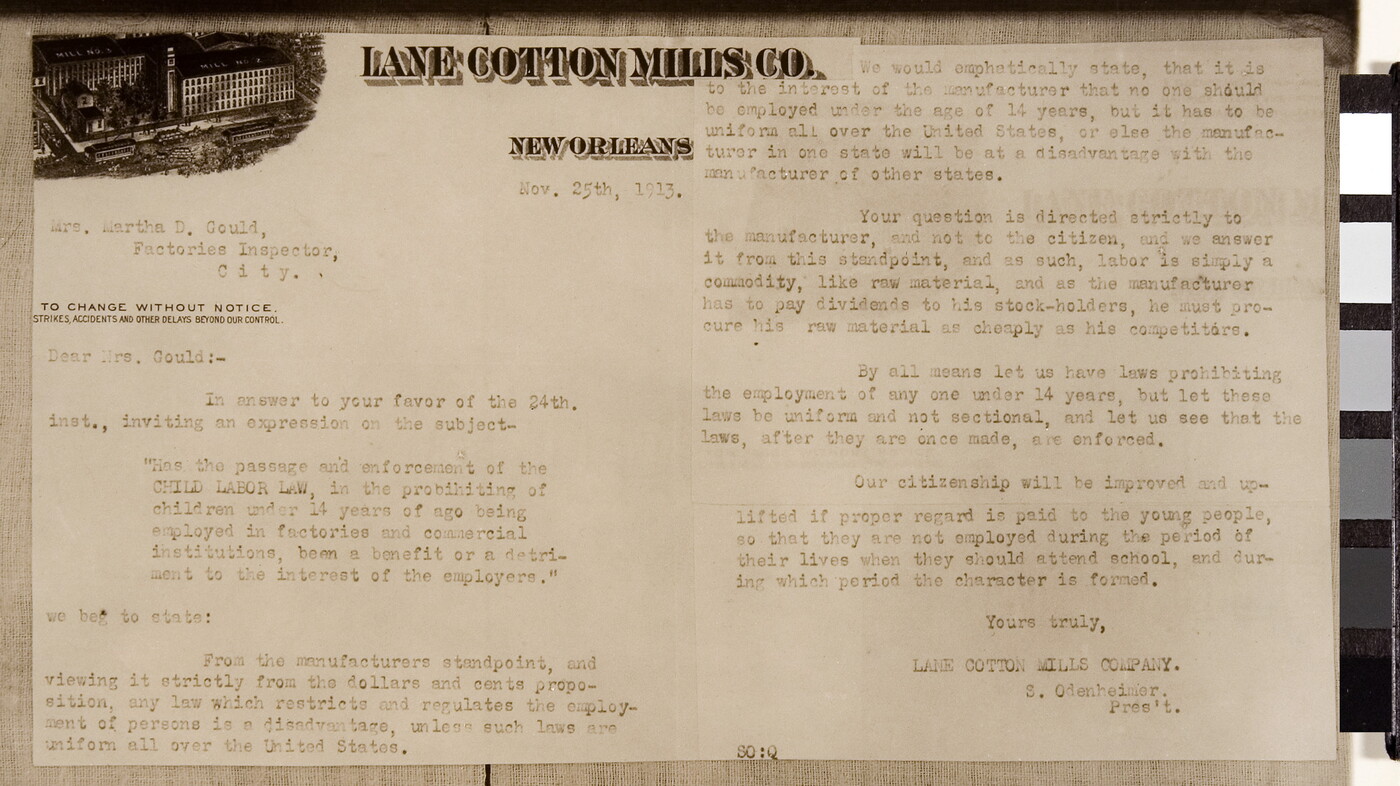 MILL NO. 1
MILL NO. 2
LANE COTTON MILLS CO.
NEW ORLEANS
Nov. 25th, 1913.
Mrs. Martha D. Gould,
Factories Inspector,
C i t y.
TO CHANGE WITHOUT NOTICE.
STRIKES, ACCIDENTS AND OTHER DELAYS BEYOND OUR CONTROL.
Dear Mrs. Gould:-
In answer to your favor of the 24th.
inst., inviting an expression on the subject-
"Has the passage and enforcement of the
CHILD LABOR LAW, in the probihiting of
children under 14 years of ago being
employed in factories and commercial
institutions, been a benefit or a detri-
ment to the interest of the employers."
we beg to state:
From the manufacturers standpoint, and
viewing it strictly from the dollars and cents propo-
sition, any law which restricts and regulates the employ-
ment of persons is a disadvantage, unless such laws are
uniform all over the United States.
We would emphatically state, that it is
to the interest of the manufacturer that no one should
be employed under the age of 14 years, but it has to be
uniform all over the United States, or else the manufac-
turer in one state will be at a disadvantage with the
manufacturer of other states.
Your question is directed strictly to
the manufacturer, and not to the citizen, and we answer
it from this standpoint, and as such, labor is simply a
commodity, like raw material, and as the manufacturer
has to pay dividends to his stock-holders, he must pro-
cure his raw material as cheaply as his competitors.
By all means let us have laws prohibiting
the employment of any one under 14 years, but let these
laws be uniform and not sectional, and let us see that the
laws, after they are once made, are enforced.
Our citizenship will be improved and up-
lifted if proper regard is paid to the young people,
so that they are not employed during the period of
their lives when they should attend school, and dur-
ing which period the character is formed.
Yours truly,
LANE COTTON MILLS COMPANY.
S. Odenheimer.
Pres't.
SO:Q